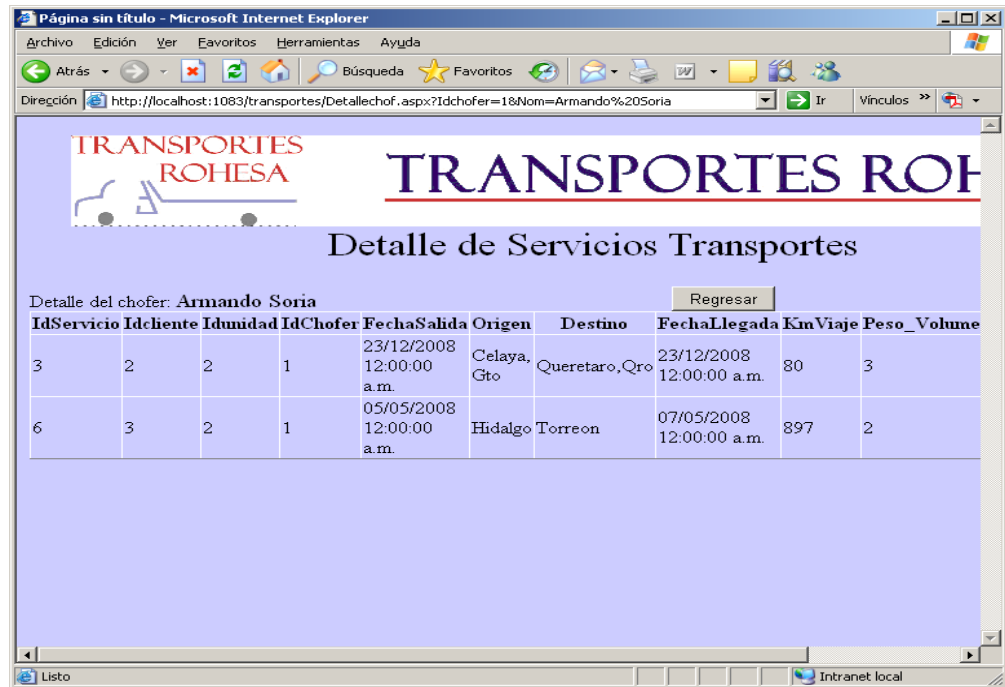 Página sin título - Microsoft Internet Explorer
Archivo Edición Ver Favoritos Herramientas Ayuda
Atrás Búsqueda Favoritos
Dirección http://localhost:1083/transportes/Detallechof.aspx?Idchofer=1&Nom=Armando%20Soria Ir Vínculos »
TRANSPORTES
ROHESA
TRANSPORTES ROH
Detalle de Servicios Transportes
Detalle del chofer: Armando Soria Regresar
IdServicio Idcliente Idunidad IdChofer FechaSalida Origen Destino FechaLlegada KmViaje Peso_Volume
3 2 2 1 23/12/2008 12:00:00 a.m. Celaya, Gto Queretaro,Qro 23/12/2008 12:00:00 a.m. 80 3
6 3 2 1 05/05/2008 12:00:00 a.m. Hidalgo Torreon 07/05/2008 12:00:00 a.m. 897 2
Listo Intranet local